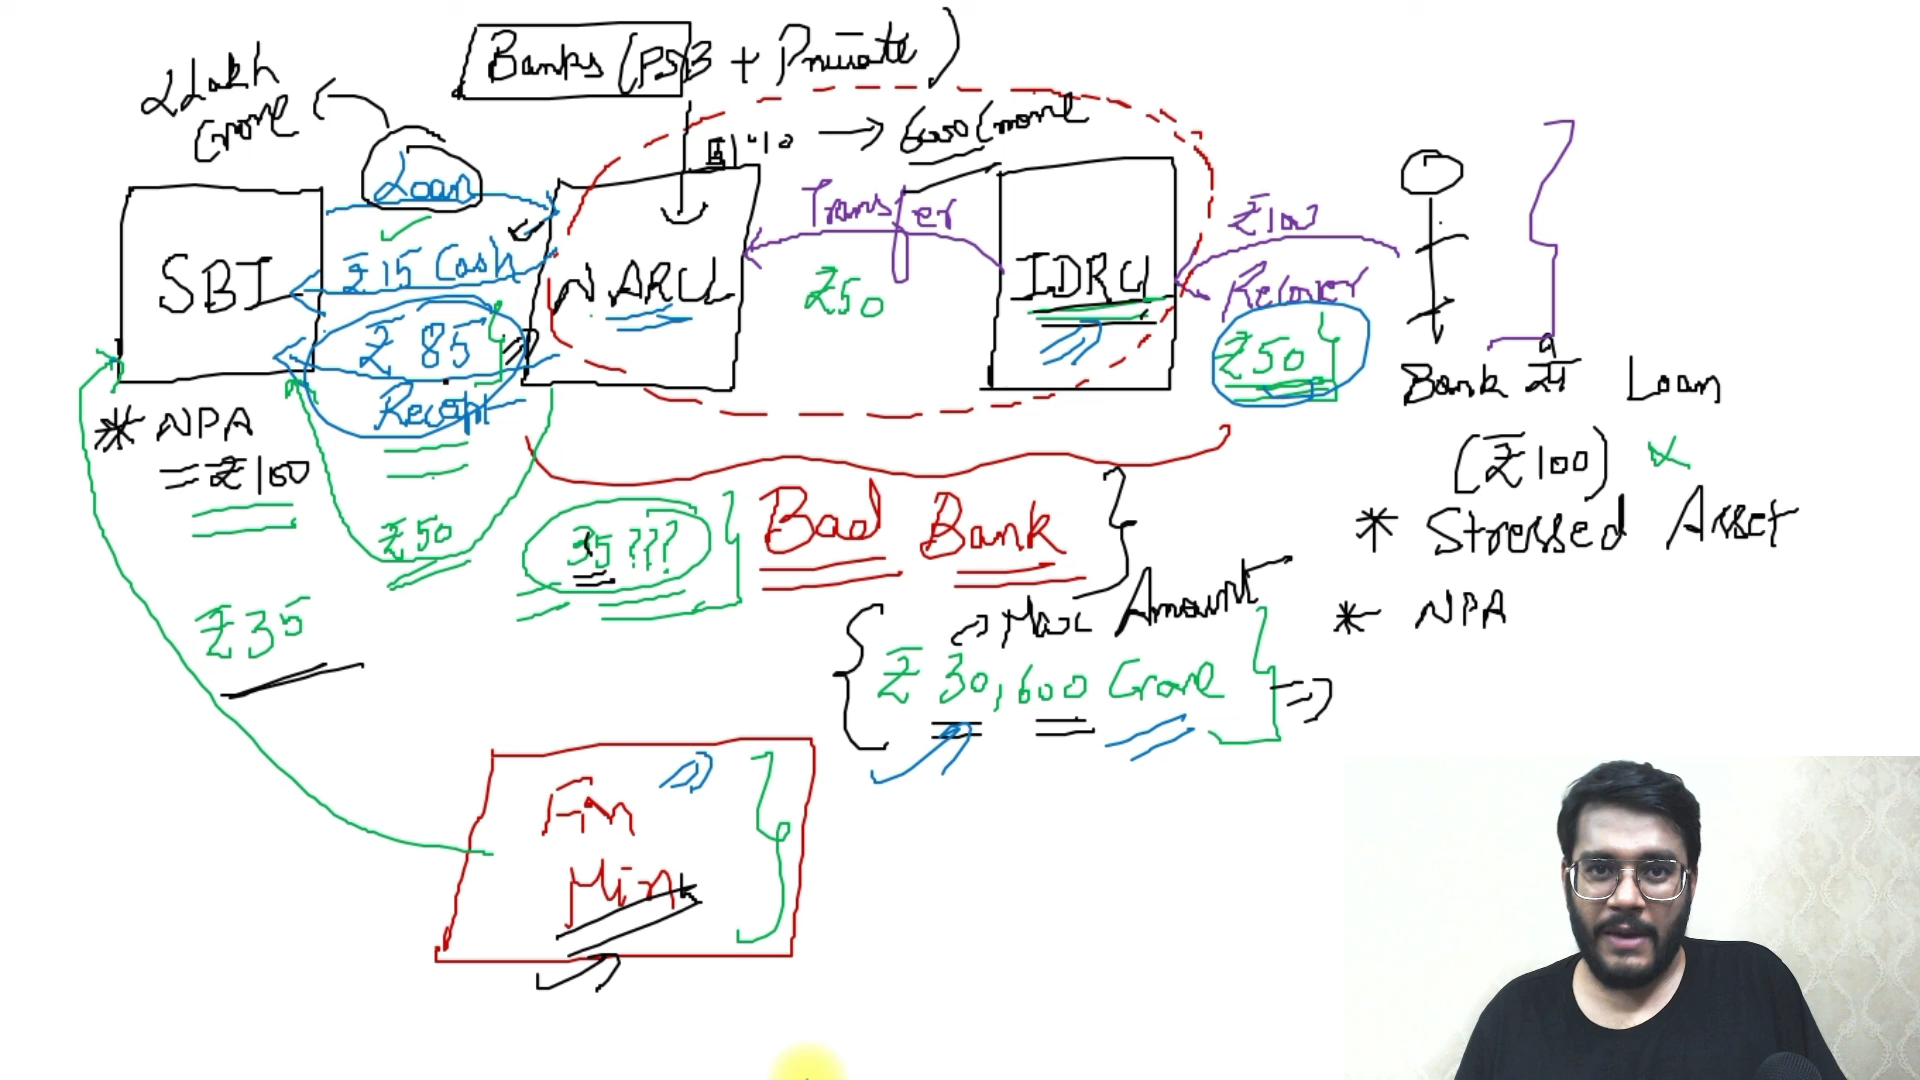 Banks (PSB + Private)
2 Lakh
Crore
Loan
51% → 6000 Crore
SBI
₹15 Cash
₹ 85
Receipt
NARCL
Transfer
₹50
IDRCL
₹100
Recover
₹50
Bank का Loan
(₹100)
* Stressed Asset
* NPA
* NPA
= ₹100
₹50
35???
Bad Bank
Max Amount
₹ 30,600 Crore
₹35
Fin
Mini